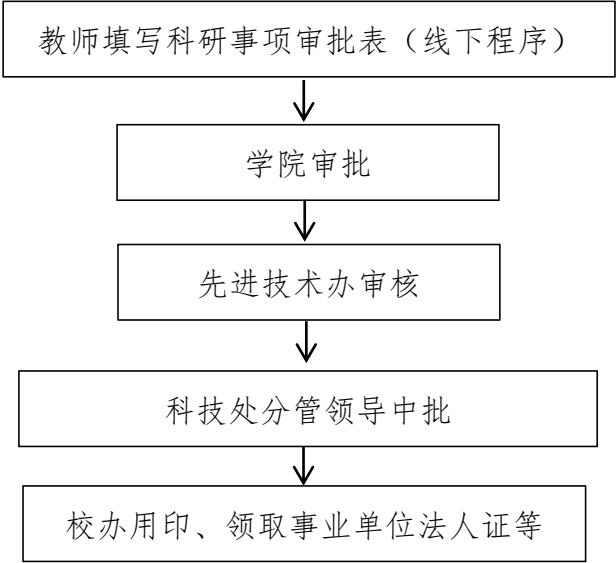 教师填写科研事项审批表（线下程序）
学院审批
先进技术办审核
科技处分管领导中批
校办用印、领取事业单位法人证等